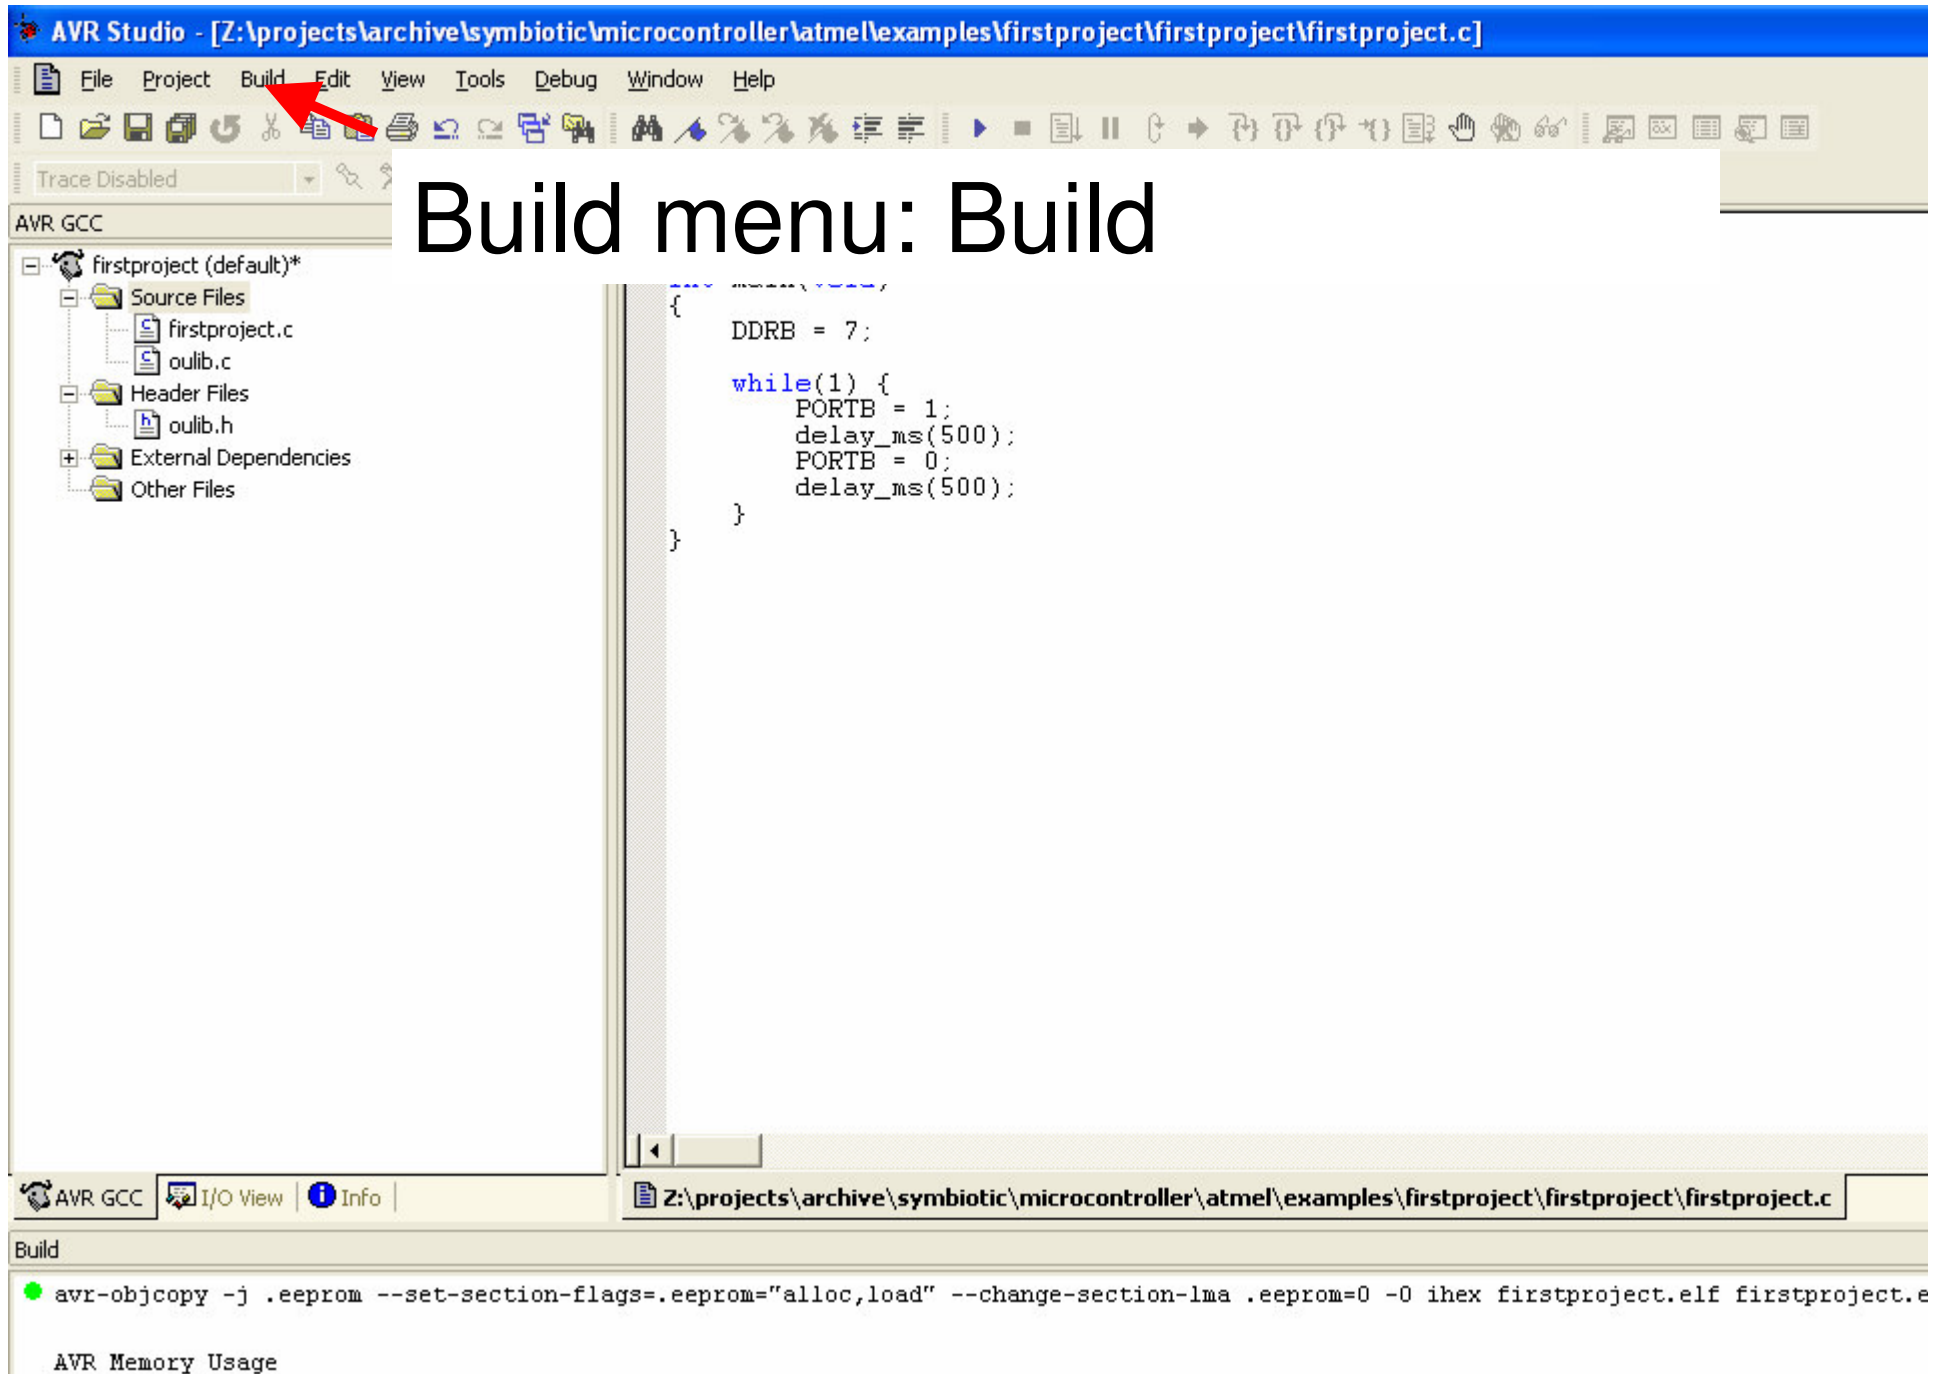 AVR Studio - [Z:\projects\archive\symbiotic\microcontroller\atmel\examples\firstproject\firstproject\firstproject.c]
File Project Build Edit View Tools Debug Window Help
Trace Disabled
Build menu: Build
AVR GCC
firstproject (default)*
Source Files
firstproject.c
oulib.c
Header Files
oulib.h
External Dependencies
Other Files
int main(void)
{
DDRB = 7;
while(1) {
PORTB = 1;
delay_ms(500);
PORTB = 0;
delay_ms(500);
}
}
AVR GCC I/O View Info
Z:\projects\archive\symbiotic\microcontroller\atmel\examples\firstproject\firstproject\firstproject.c
Build
avr-objcopy -j .eeprom --set-section-flags=.eeprom="alloc,load" --change-section-lma .eeprom=0 -O ihex firstproject.elf firstproject.e
AVR Memory Usage